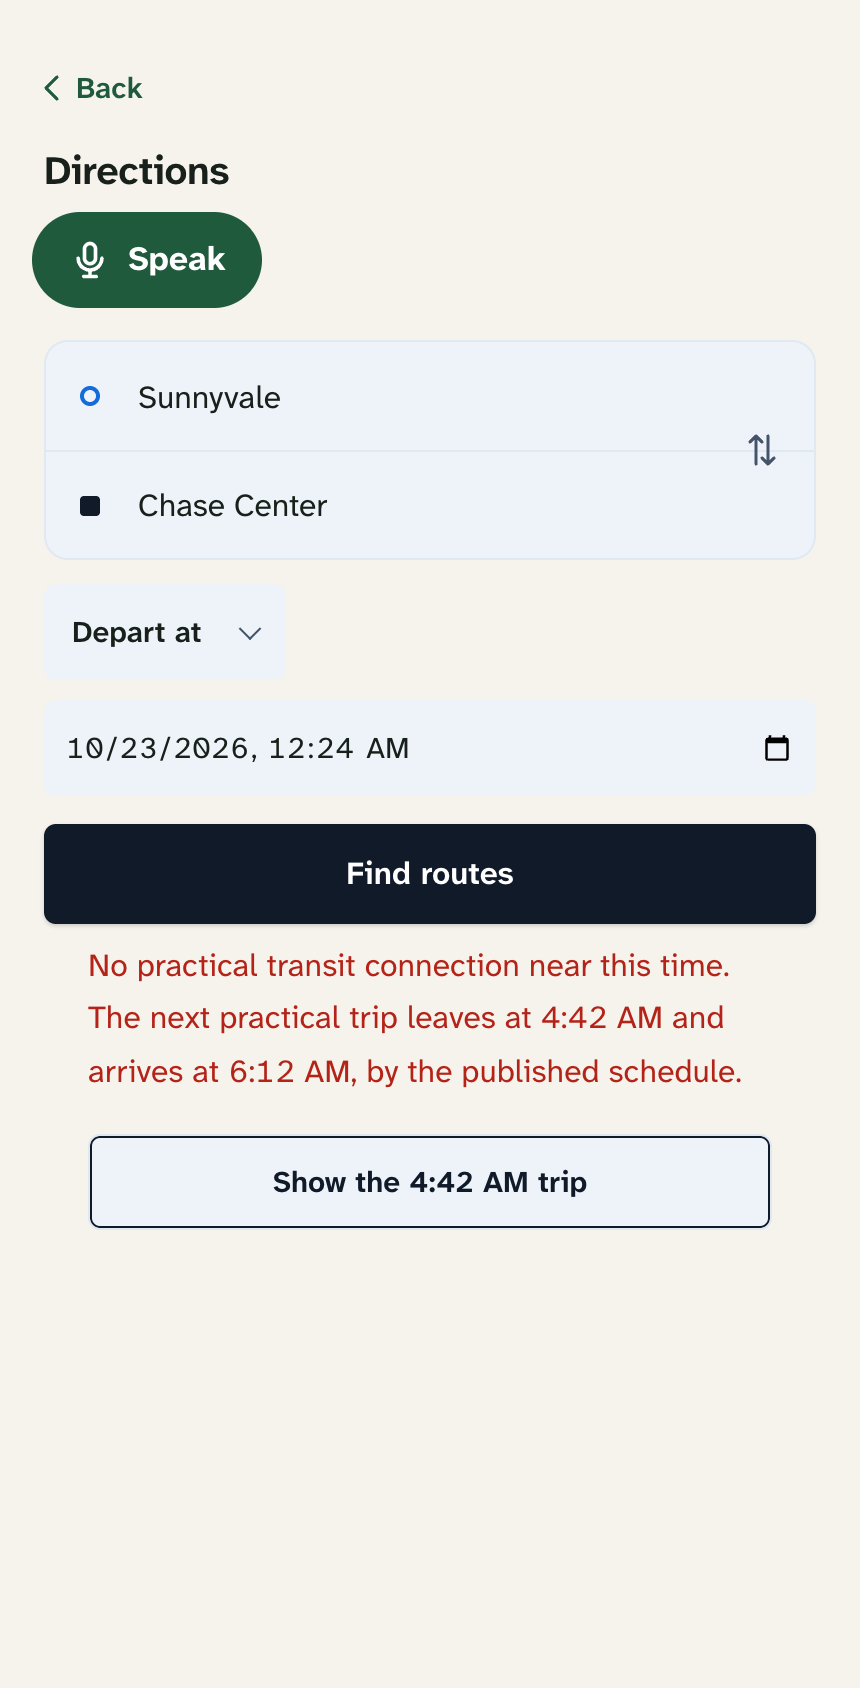 Back
Directions
Speak
Sunnyvale
Chase Center
Depart at
10/23/2026, 12:24 AM
Find routes
No practical transit connection near this time.
The next practical trip leaves at 4:42 AM and
arrives at 6:12 AM, by the published schedule.
Show the 4:42 AM trip